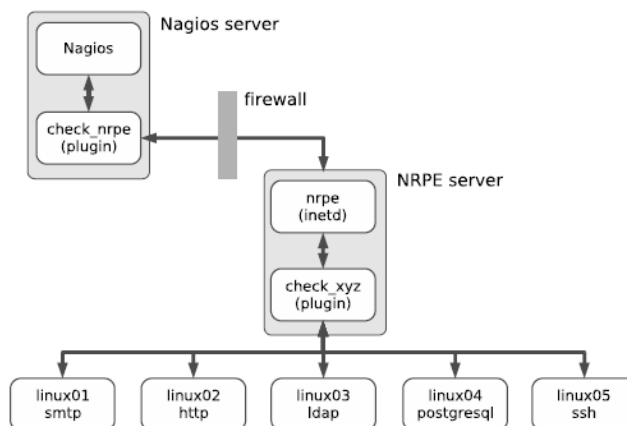 Nagios server
Nagios
check_nrpe
(plugin)
firewall
NRPE server
nrpe
(inetd)
check_xyz
(plugin)
linux01
smtp
linux02
http
linux03
ldap
linux04
postgresql
linux05
ssh